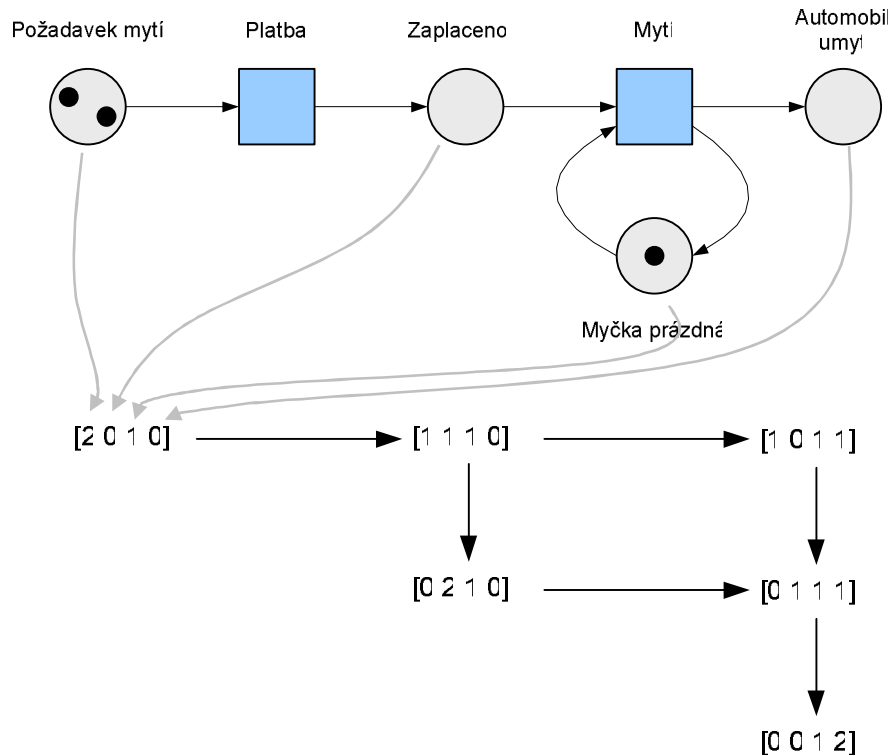 Požadavek mytí
Platba
Zaplaceno
Mytí
Automobil
umyt
Myčka prázdná
[2 0 1 0]
[1 1 1 0]
[1 0 1 1]
[0 2 1 0]
[0 1 1 1]
[0 0 1 2]